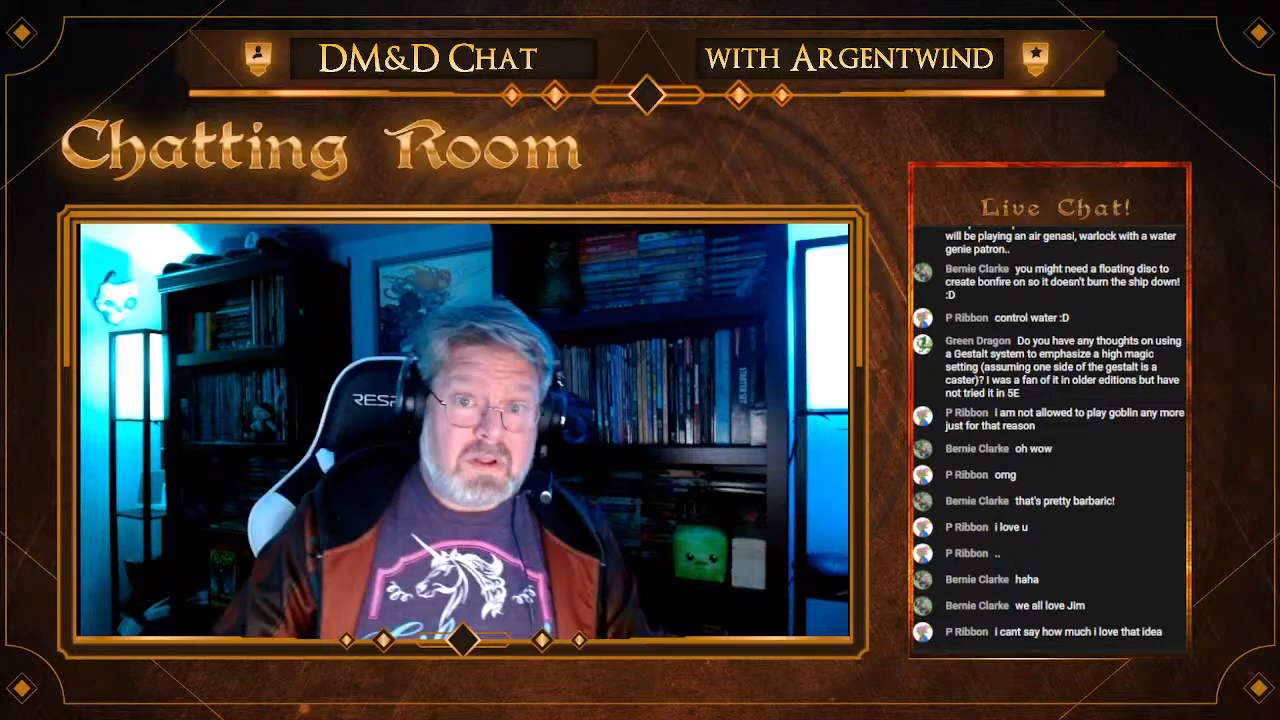 DM&D CHAT
WITH ARGENTWIND
Chatting Room
Live Chat!
will be playing an air genasi, warlock with a water
genie patron..
Bernie Clarke you might need a floating disc to
create bonfire on so it doesn't burn the ship down!
:D
P Ribbon control water :D
Green Dragon Do you have any thoughts on using
a Gestalt system to emphasize a high magic
setting (assuming one side of the gestalt is a
caster)? I was a fan of it in older editions but have
not tried it in 5E
P Ribbon i am not allowed to play goblin any more
just for that reason
Bernie Clarke oh wow
P Ribbon omg
Bernie Clarke that's pretty barbaric!
P Ribbon i love u
P Ribbon ..
Bernie Clarke haha
Bernie Clarke we all love Jim
P Ribbon i cant say how much i love that idea
RESP